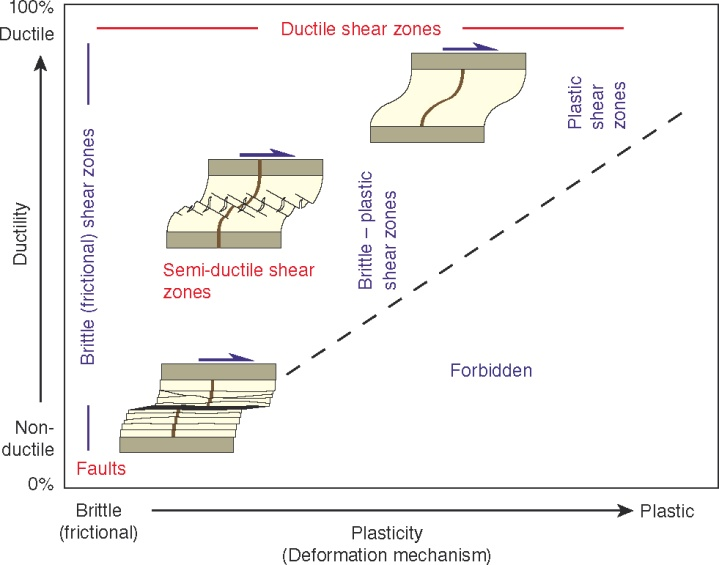 100%
Ductile
Ductile shear zones
Plastic
shear
zones
Brittle (frictional) shear zones
Ductility
Semi-ductile shear
zones
Brittle – plastic
shear zones
Forbidden
Non-
ductile
Faults
0%
Brittle
(frictional)
Plasticity
(Deformation mechanism)
Plastic